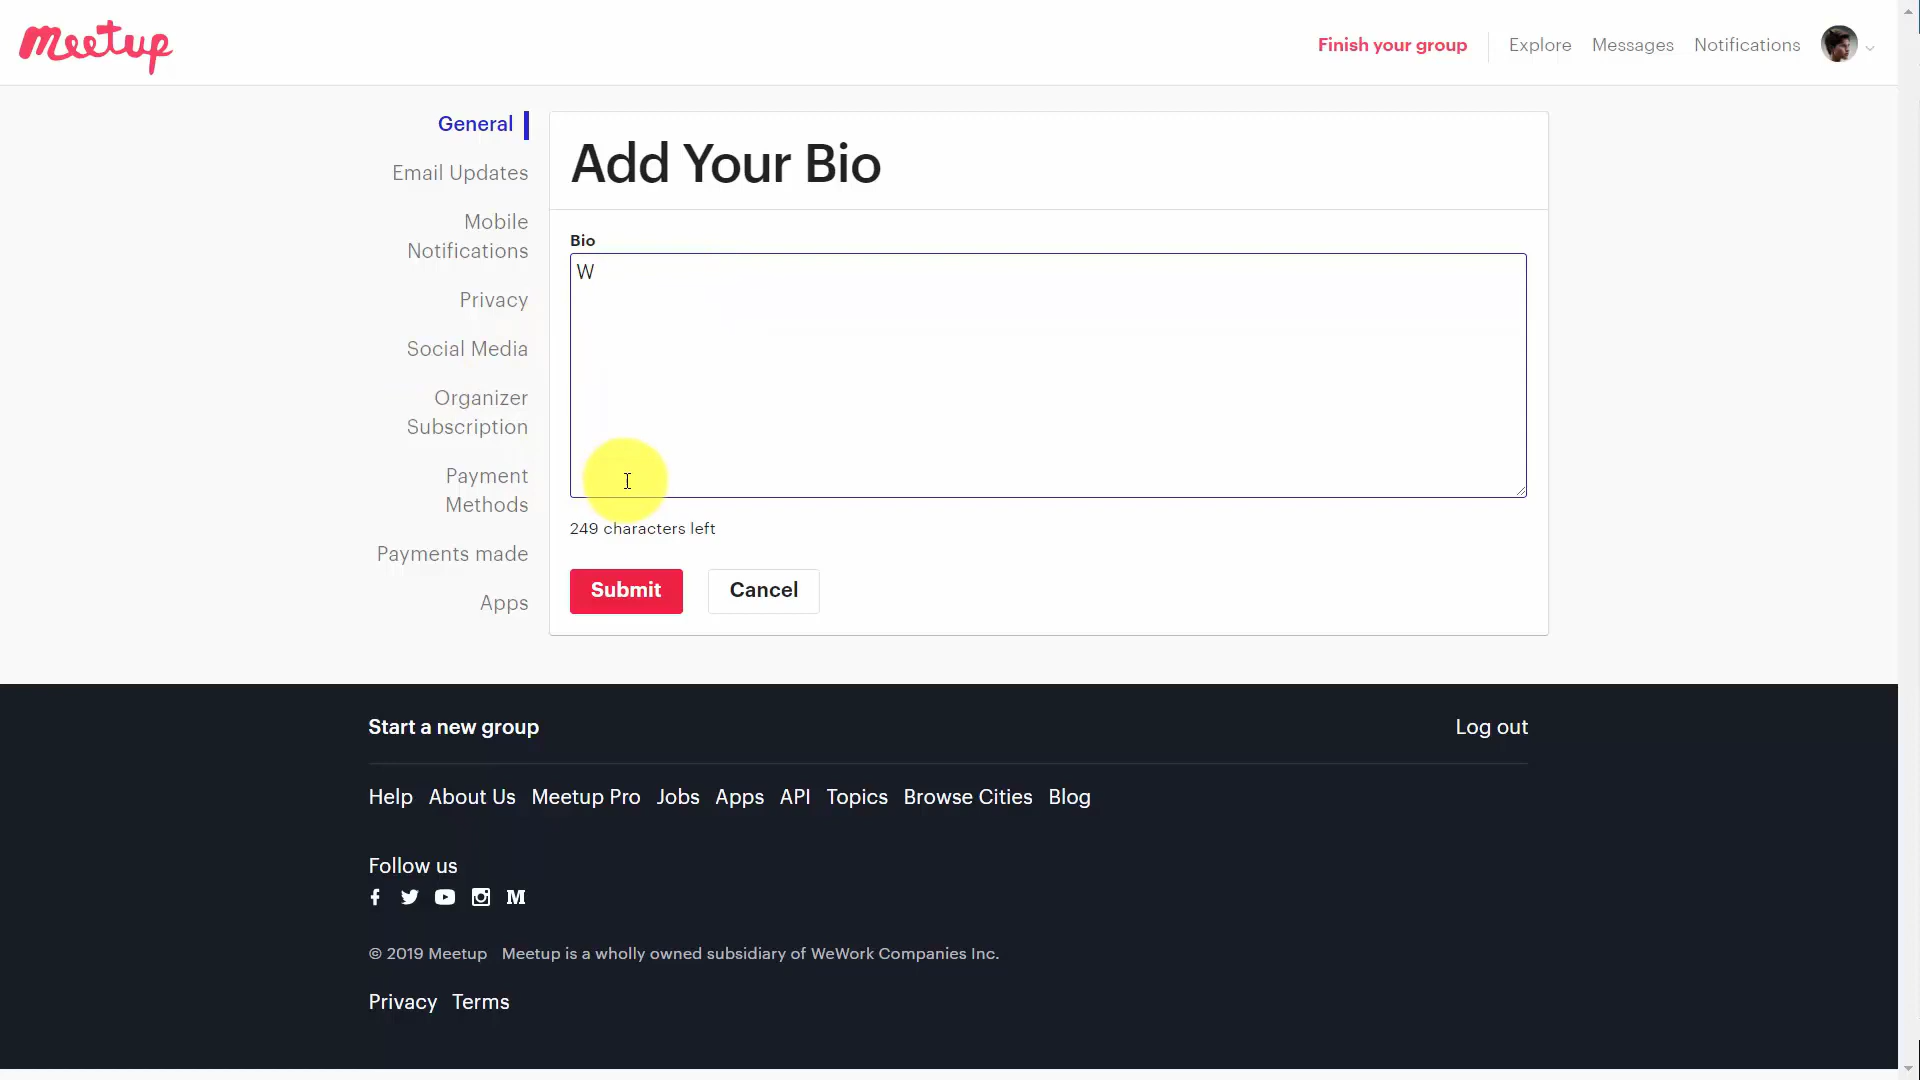 Meetup
Finish your group
Explore
Messages
Notifications
General
Email Updates
Mobile
Notifications
Privacy
Social Media
Organizer
Subscription
Payment
Methods
Payments made
Apps
Add Your Bio
Bio
W
249 characters left
Submit
Cancel
Start a new group
Log out
Help About Us Meetup Pro Jobs Apps API Topics Browse Cities Blog
Follow us
© 2019 Meetup Meetup is a wholly owned subsidiary of WeWork Companies Inc.
Privacy Terms